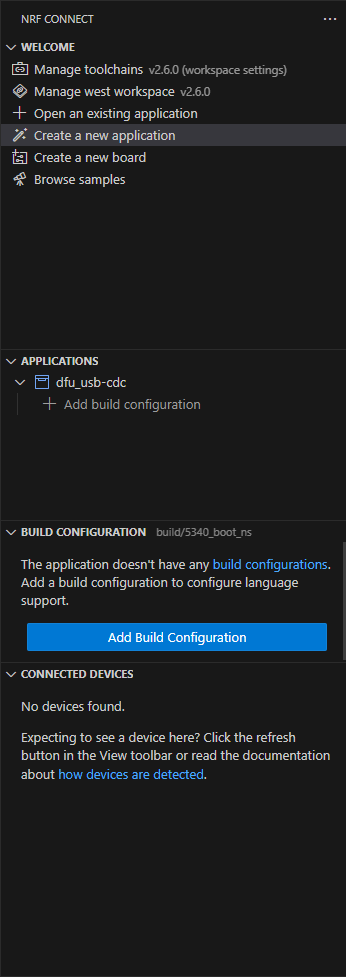 NRF CONNECT
WELCOME
Manage toolchains v2.6.0 (workspace settings)
Manage west workspace v2.6.0
Open an existing application
Create a new application
Create a new board
Browse samples
APPLICATIONS
dfu_usb-cdc
Add build configuration
BUILD CONFIGURATION build/5340_boot_ns
The application doesn't have any build configurations.
Add a build configuration to configure language
support.
Add Build Configuration
CONNECTED DEVICES
No devices found.
Expecting to see a device here? Click the refresh
button in the View toolbar or read the documentation
about how devices are detected.